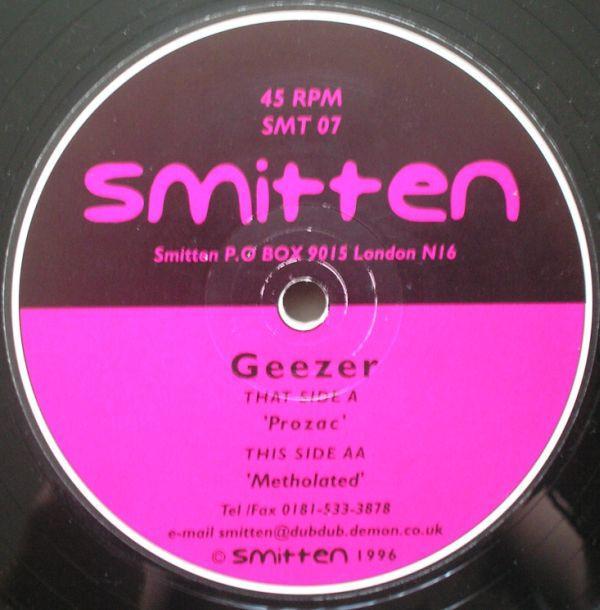 45 RPM
SMT 07
smitten
Smitten P.O BOX 9015 London N16
Geezer
THAT SIDE A
'Prozac'
THIS SIDE AA
'Metholated'
Tel /Fax 0181-533-3878
e-mail smitten@dubdub.demon.co.uk
© smitten 1996